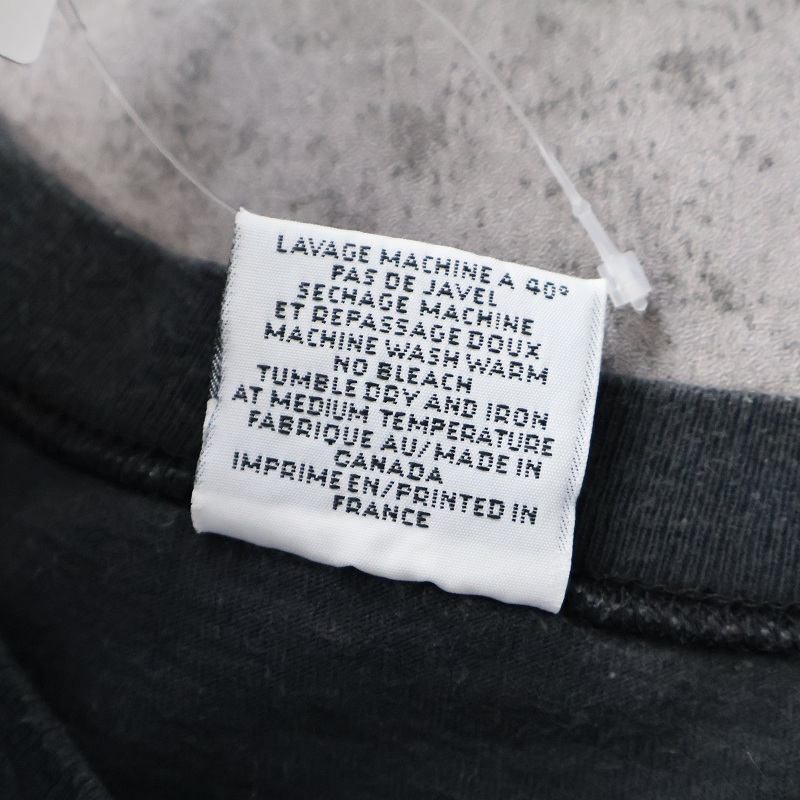 LAVAGE MACHINE A 40°
PAS DE JAVEL
SECHAGE MACHINE
ET REPASSAGE DOUX
MACHINE WASH WARM
NO BLEACH
TUMBLE DRY AND IRON
AT MEDIUM TEMPERATURE
FABRIQUE AU/MADE IN
CANADA
IMPRIME EN/PRINTED IN
FRANCE